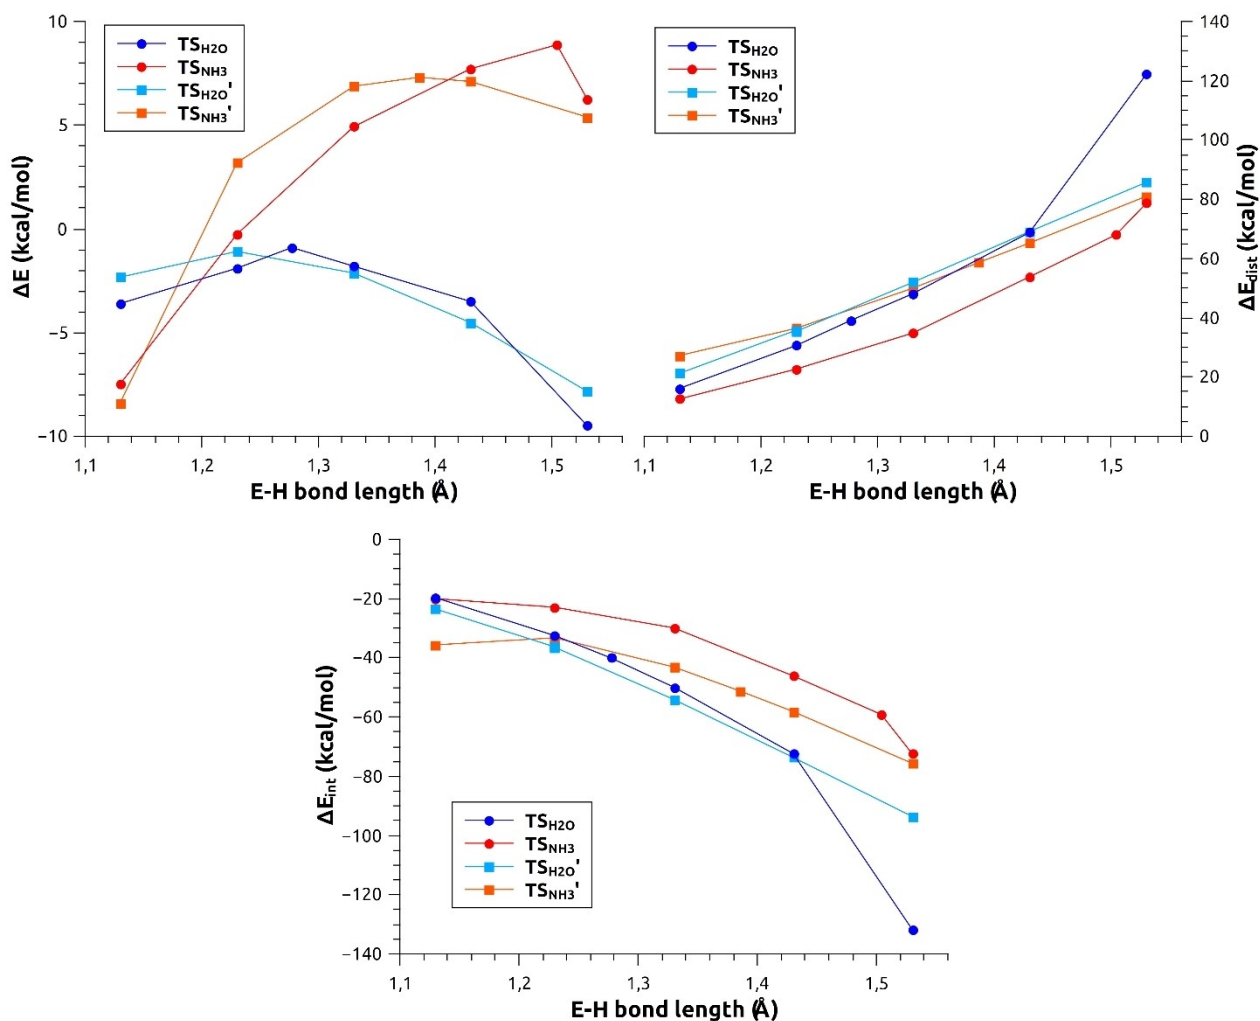 10
5
0
−5
−10
ΔE (kcal/mol)
TS_H2O
TS_NH3
TS_H2O'
TS_NH3'
1,1
1,2
1,3
1,4
1,5
E-H bond length (Å)
TS_H2O
TS_NH3
TS_H2O'
TS_NH3'
140
120
100
80
60
40
20
0
ΔE_dist (kcal/mol)
1,1
1,2
1,3
1,4
1,5
E-H bond length (Å)
0
−20
−40
−60
−80
−100
−120
−140
ΔE_int (kcal/mol)
TS_H2O
TS_NH3
TS_H2O'
TS_NH3'
1,1
1,2
1,3
1,4
1,5
E-H bond length (Å)